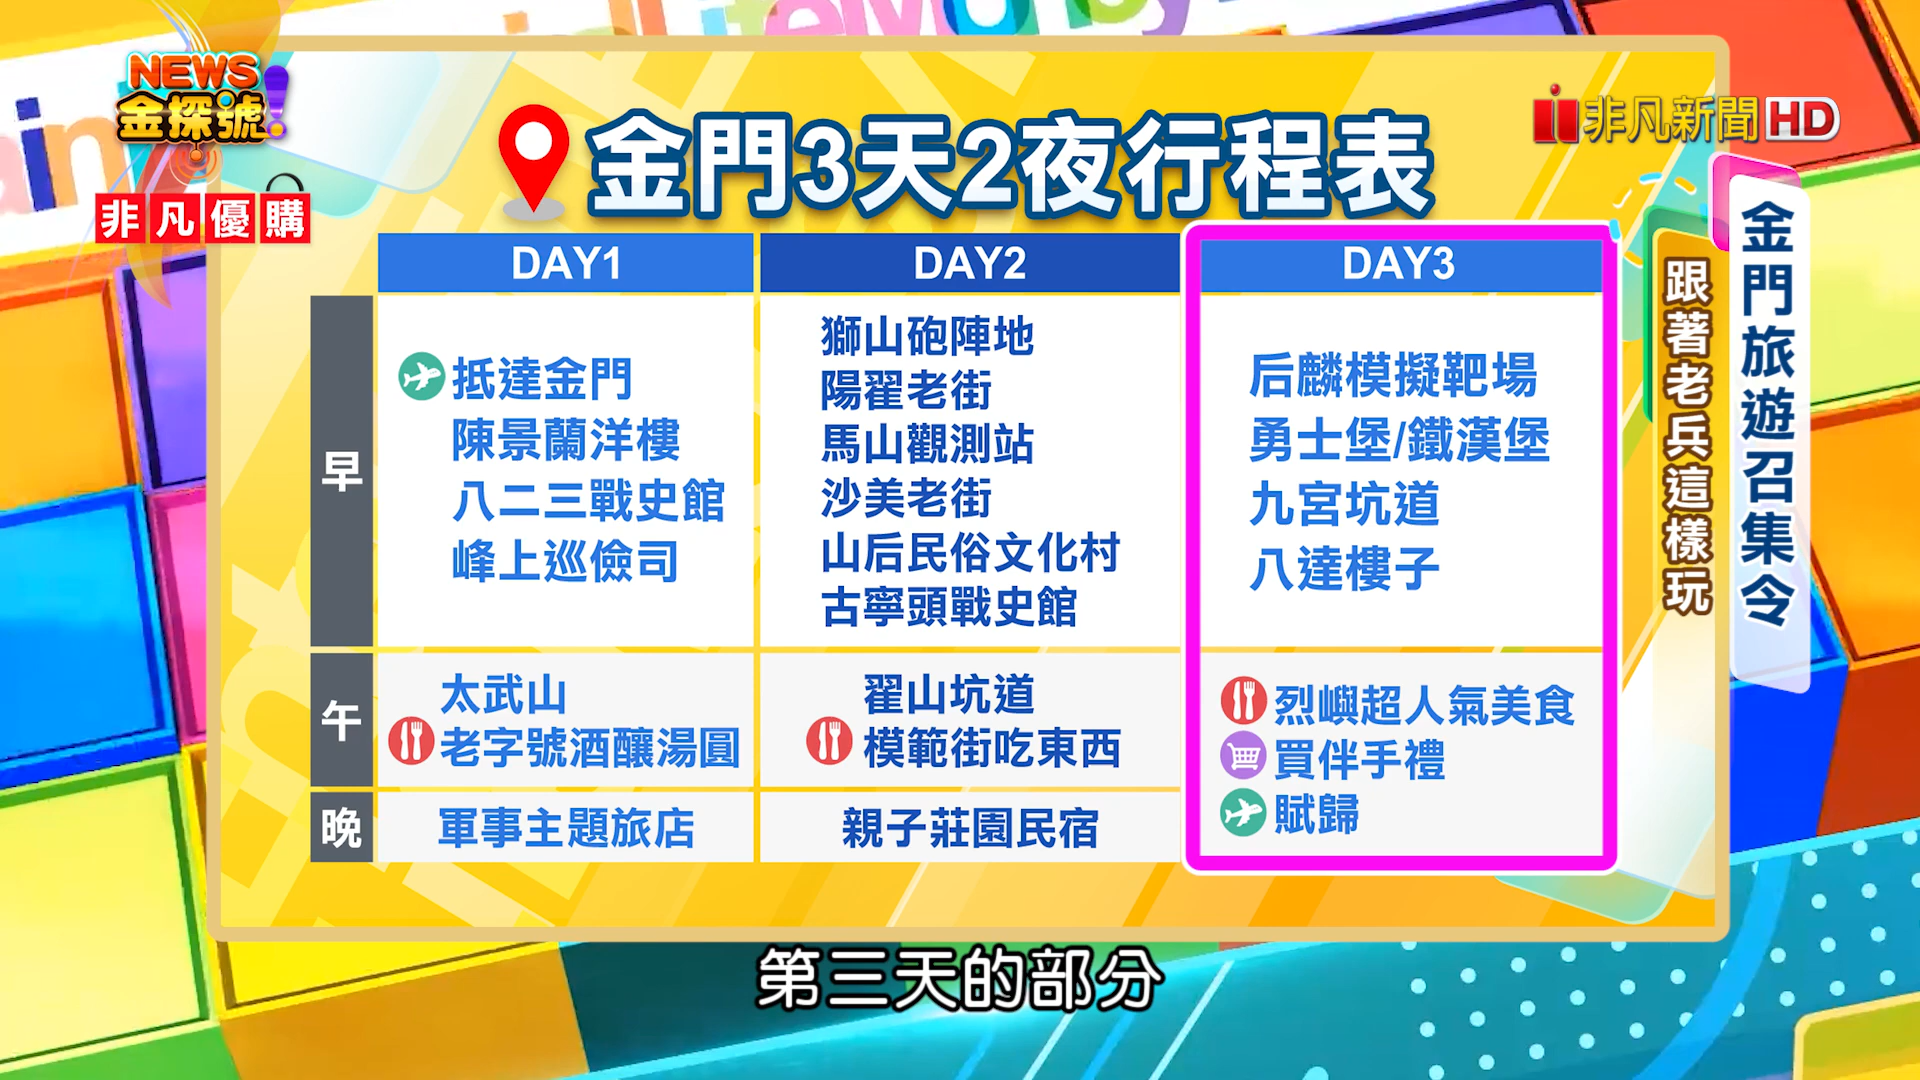 NEWS
金探號!
非凡優購
非凡新聞HD
金門3天2夜行程表
DAY1
DAY2
DAY3
早
抵達金門
陳景蘭洋樓
八二三戰史館
峰上巡儉司
獅山砲陣地
陽翟老街
馬山觀測站
沙美老街
山后民俗文化村
古寧頭戰史館
后麟模擬靶場
勇士堡/鐵漢堡
九宮坑道
八達樓子
午
太武山
老字號酒釀湯圓
翟山坑道
模範街吃東西
烈嶼超人氣美食
買伴手禮
賦歸
晚
軍事主題旅店
親子莊園民宿
金門旅遊召集令
跟著老兵這樣玩
第三天的部分